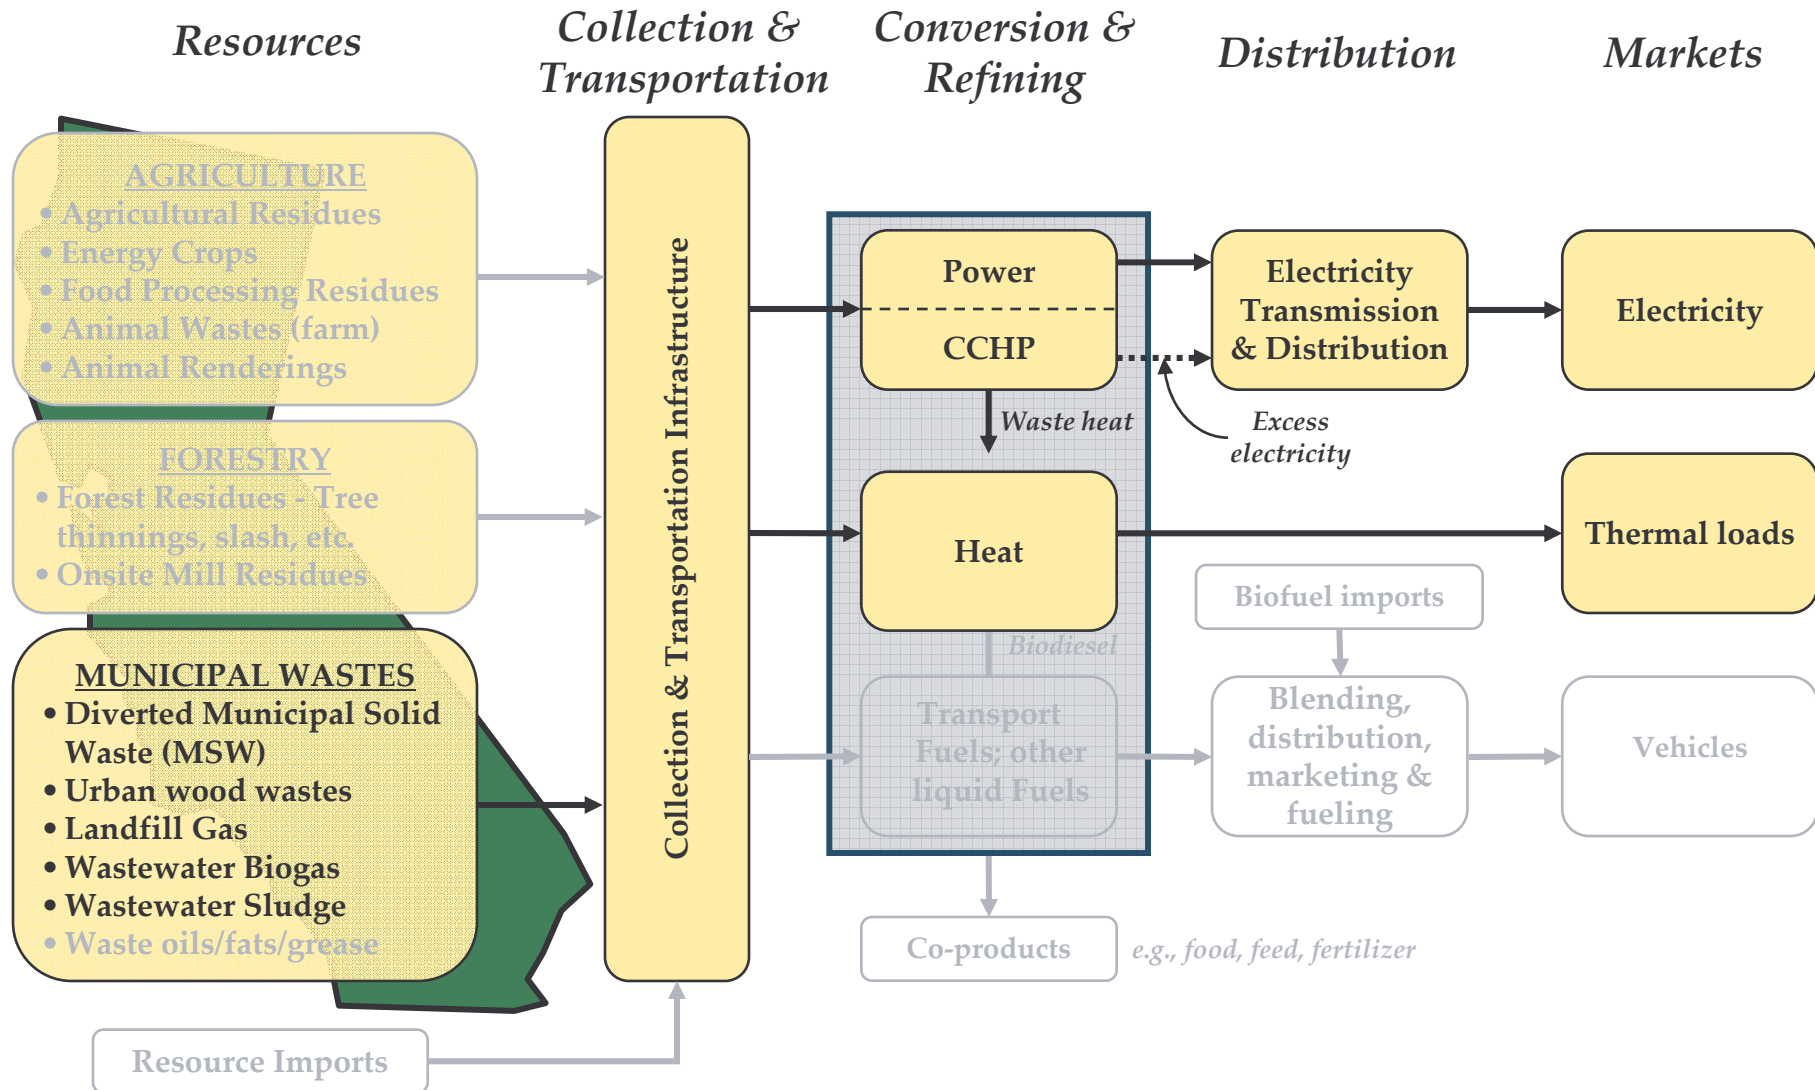 Resources
Collection &
Transportation
Conversion &
Refining
Distribution
Markets
AGRICULTURE
• Agricultural Residues
• Energy Crops
• Food Processing Residues
• Animal Wastes (farm)
• Animal Renderings
FORESTRY
• Forest Residues - Tree
thinnings, slash, etc.
• Onsite Mill Residues
MUNICIPAL WASTES
• Diverted Municipal Solid
Waste (MSW)
• Urban wood wastes
• Landfill Gas
• Wastewater Biogas
• Wastewater Sludge
• Waste oils/fats/grease
Resource Imports
Collection & Transportation Infrastructure
Power
CCHP
Waste heat
Heat
Biodiesel
Transport
Fuels; other
liquid Fuels
Co-products
e.g., food, feed, fertilizer
Electricity
Transmission
& Distribution
Excess
electricity
Biofuel imports
Blending,
distribution,
marketing &
fueling
Electricity
Thermal loads
Vehicles